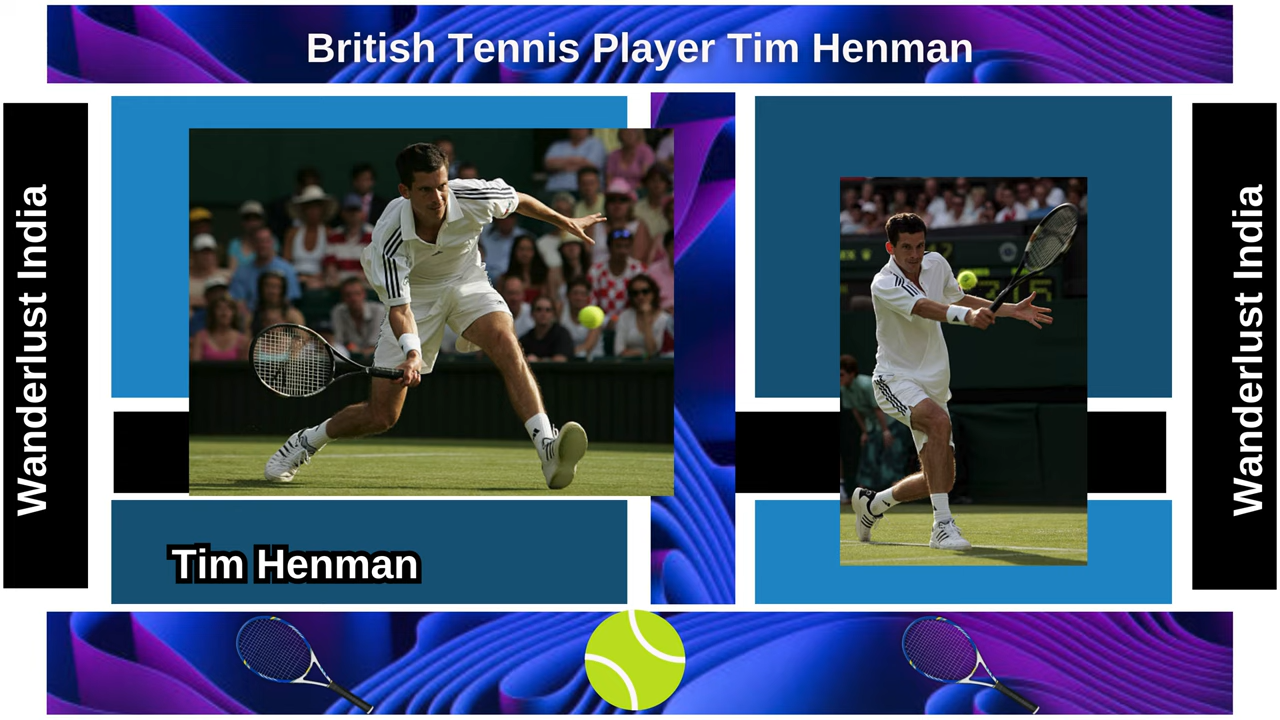 British Tennis Player Tim Henman
Wanderlust India
Tim Henman
Wanderlust India